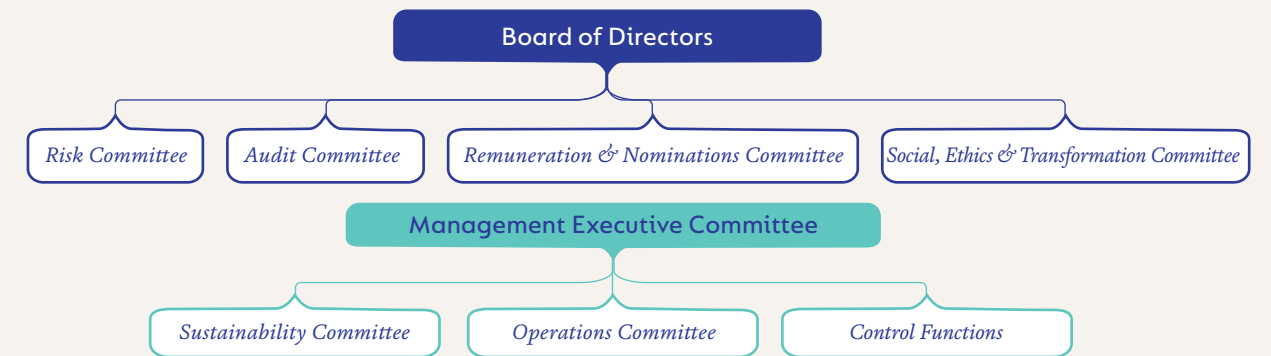 Board of Directors
Risk Committee
Audit Committee
Remuneration & Nominations Committee
Social, Ethics & Transformation Committee
Management Executive Committee
Sustainability Committee
Operations Committee
Control Functions